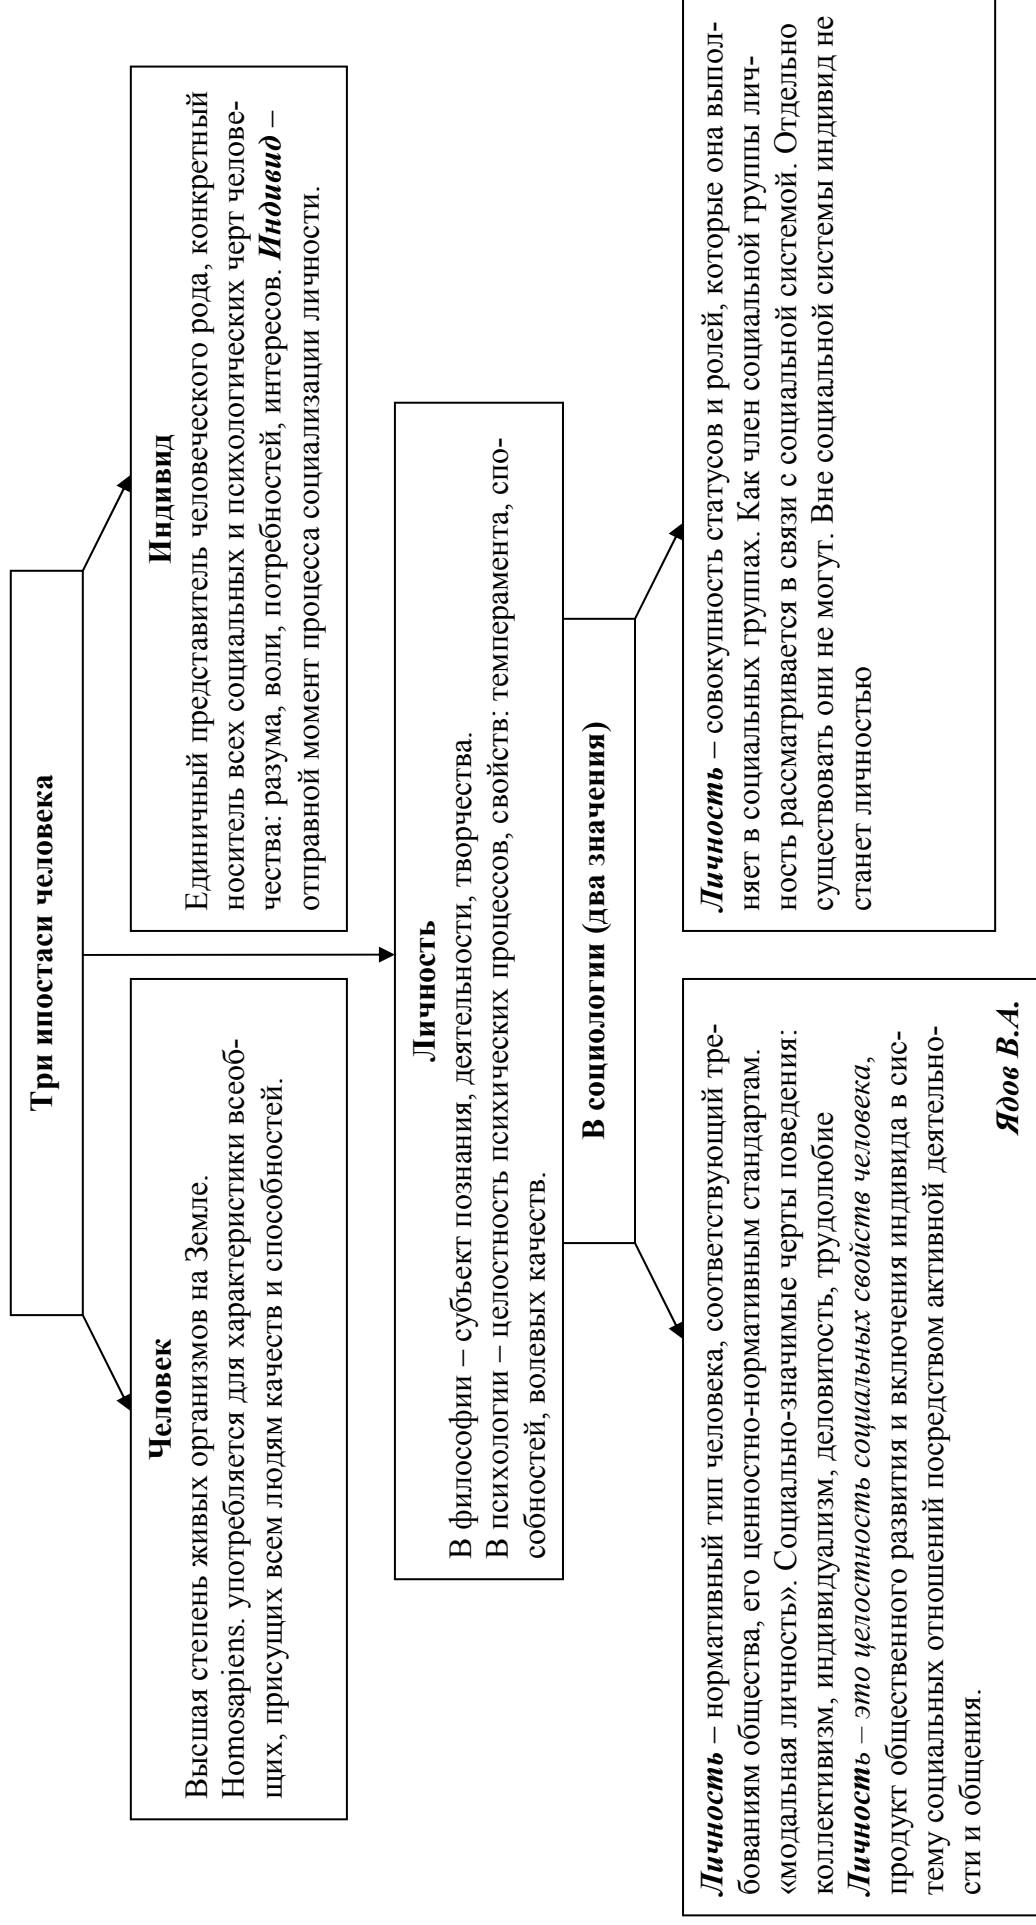 Три ипостаси человека
Человек
Высшая степень живых организмов на Земле.
Homosapiens. употребляется для характеристики всеоб-
щих, присущих всем людям качеств и способностей.
Индивид
Единичный представитель человеческого рода, конкретный
носитель всех социальных и психологических черт челове-
чества: разума, воли, потребностей, интересов. Индивид –
отправной момент процесса социализации личности.
Личность
В философии – субъект познания, деятельности, творчества.
В психологии – целостность психических процессов, свойств: темперамента, спо-
собностей, волевых качеств.
В социологии (два значения)
Личность – нормативный тип человека, соответствующий тре-
бованиям общества, его ценностно-нормативным стандартам.
«модальная личность». Социально-значимые черты поведения:
коллективизм, индивидуализм, деловитость, трудолюбие
Личность – это целостность социальных свойств человека,
продукт общественного развития и включения индивида в сис-
тему социальных отношений посредством активной деятельно-
сти и общения.
Ядов В.А.
Личность – совокупность статусов и ролей, которые она выпол-
няет в социальных группах. Как член социальной группы лич-
ность рассматривается в связи с социальной системой. Отдельно
существовать они не могут. Вне социальной системы индивид не
станет личностью